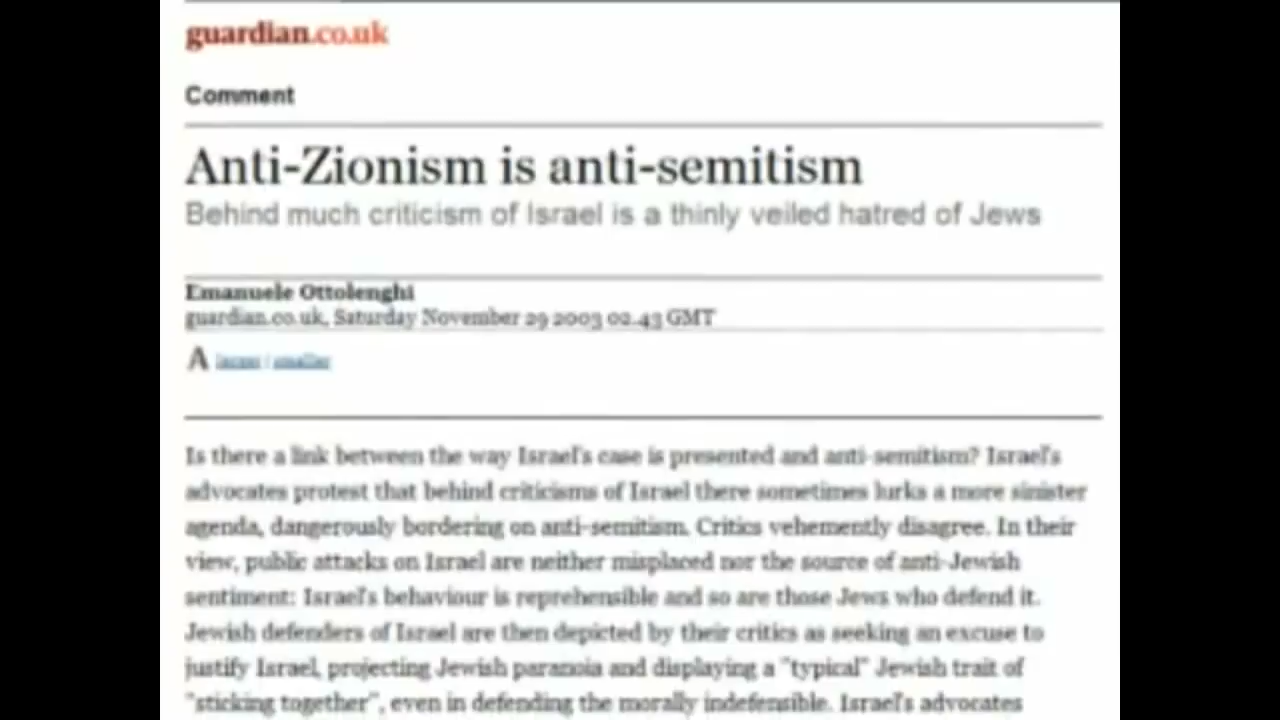 guardian.co.uk
Comment
Anti-Zionism is anti-semitism
Behind much criticism of Israel is a thinly veiled hatred of Jews
Emanuele Ottolenghi
guardian.co.uk, Saturday November 29 2003 02.43 GMT
A larger | smaller
Is there a link between the way Israel's case is presented and anti-semitism? Israel's
advocates protest that behind criticisms of Israel there sometimes lurks a more sinister
agenda, dangerously bordering on anti-semitism. Critics vehemently disagree. In their
view, public attacks on Israel are neither misplaced nor the source of anti-Jewish
sentiment: Israel's behaviour is reprehensible and so are those Jews who defend it.
Jewish defenders of Israel are then depicted by their critics as seeking an excuse to
justify Israel, projecting Jewish paranoia and displaying a "typical" Jewish trait of
"sticking together", even in defending the morally indefensible. Israel's advocates